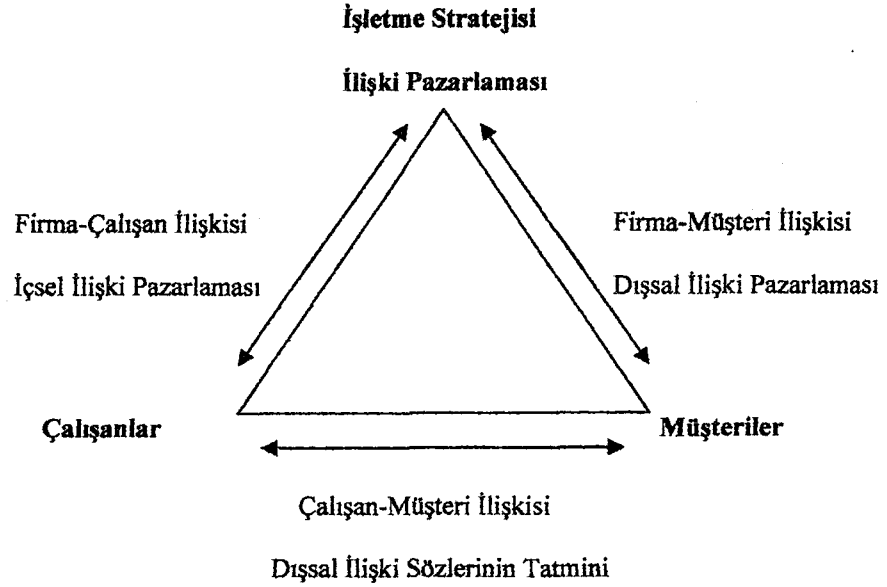 İşletme Stratejisi
İlişki Pazarlaması
Firma-Çalışan İlişkisi
İçsel İlişki Pazarlaması
Firma-Müşteri İlişkisi
Dışsal İlişki Pazarlaması
Çalışanlar
Müşteriler
Çalışan-Müşteri İlişkisi
Dışsal İlişki Sözlerinin Tatmini